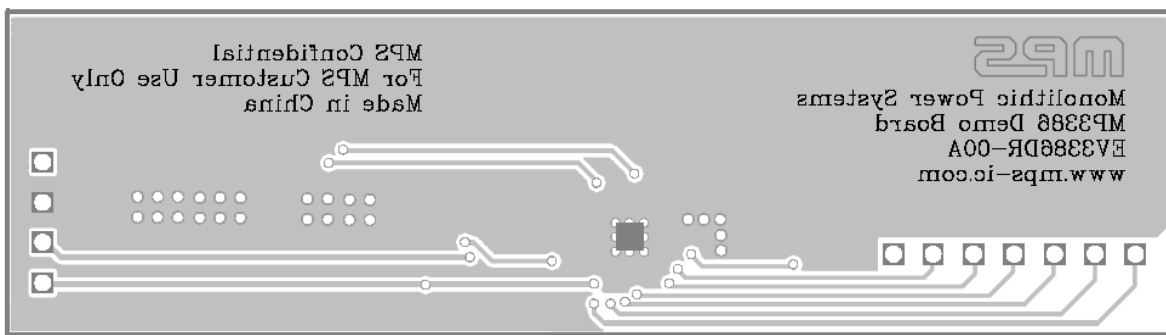 MPS Confidential
For MPS Customer Use Only
Made in China
MPS
Monolithic Power Systems
MP3386 Demo Board
EV3386DR-00A
www.mps-ic.com